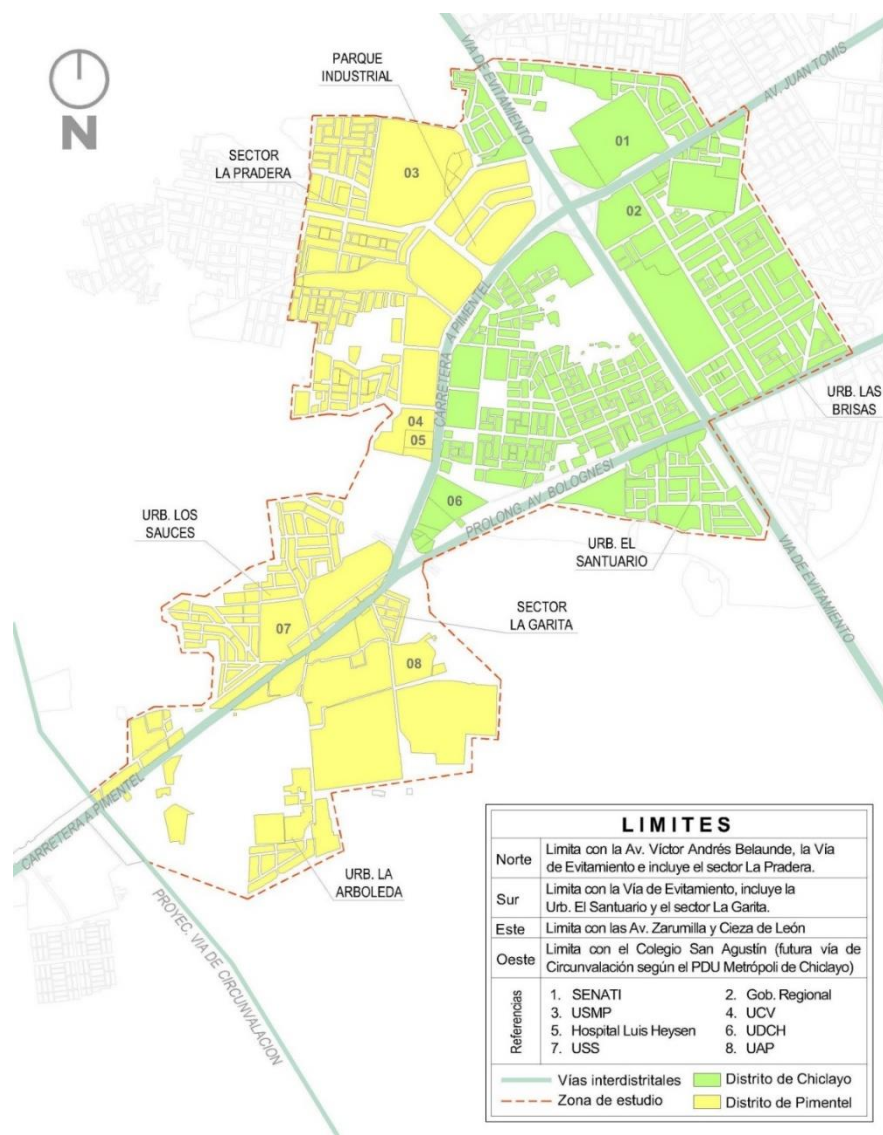 PARQUE
INDUSTRIAL
VIA DE EVITAMIENTO
AV. JUAN TOMIS
N
SECTOR
LA PRADERA
03
01
02
CARRETERA A PIMENTEL
URB. LAS
BRISAS
04
05
06
PROLONG. AV. BOLOGNESI
URB. LOS
SAUCES
URB. EL
SANTUARIO
VIA DE EVITAMIENTO
SECTOR
LA GARITA
07
08
CARRETERA A PIMENTEL
URB. LA
ARBOLEDA
PROYEC. VIA DE CIRCUNVALACION
LIMITES
Norte Limita con la Av. Víctor Andrés Belaunde, la Vía
de Evitamiento e incluye el sector La Pradera.
Sur Limita con la Vía de Evitamiento, incluye la
Urb. El Santuario y el sector La Garita.
Este Limita con las Av. Zarumilla y Cieza de León
Oeste Limita con el Colegio San Agustín (futura vía de
Circunvalación según el PDU Metrópoli de Chiclayo)
Referencias
1. SENATI 2. Gob. Regional
3. USMP 4. UCV
5. Hospital Luis Heysen 6. UDCH
7. USS 8. UAP
Vías interdistritales Distrito de Chiclayo
Zona de estudio Distrito de Pimentel